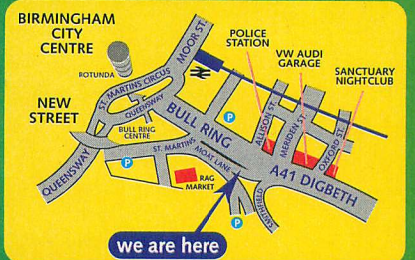 BIRMINGHAM
CITY
CENTRE
ROTUNDA
NEW
STREET
MOOR ST.
ST. MARTINS CIRCUS
QUEENSWAY
BULL RING
CENTRE
QUEENSWAY
BULL RING
ST. MARTINS
MOAT LANE
RAG
MARKET
POLICE
STATION
VW AUDI
GARAGE
SANCTUARY
NIGHTCLUB
ALLISON ST.
MERIDEN ST.
OXFORD ST.
A41 DIGBETH
SMITHFIELD
P
P
P
we are here